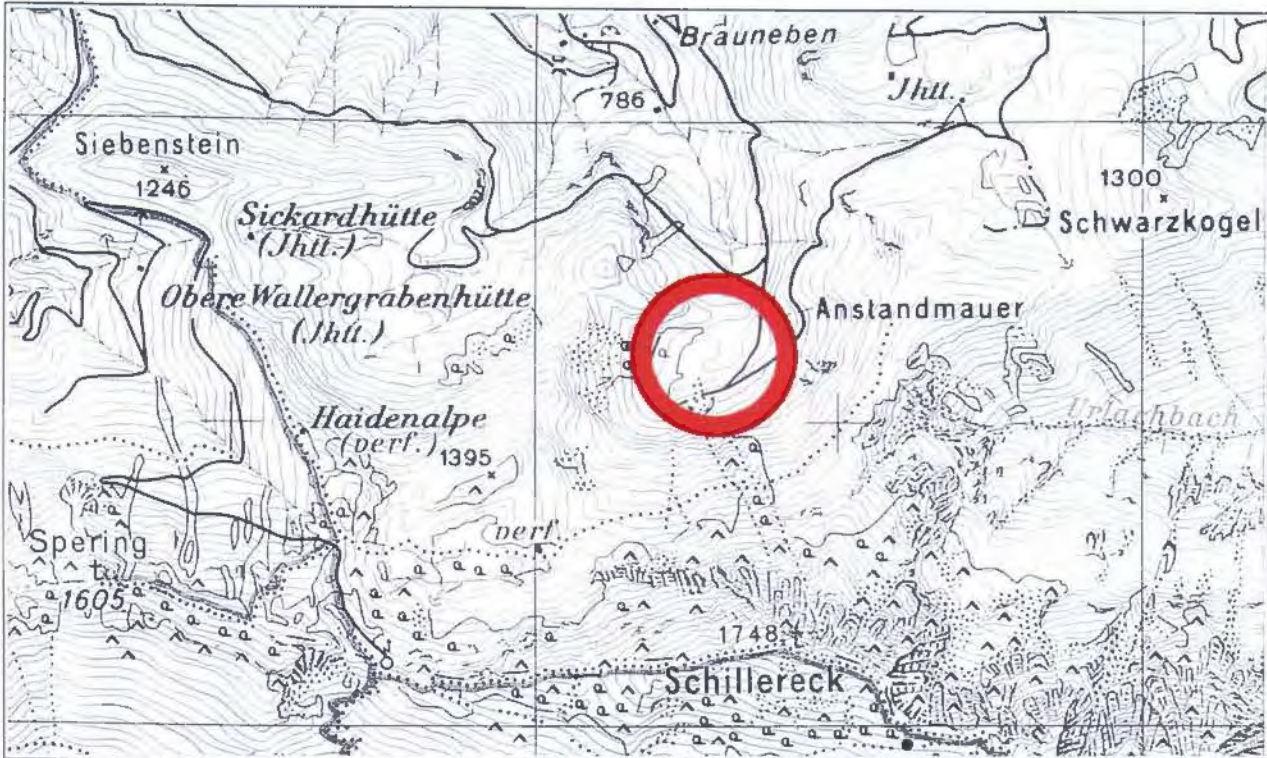 Brauneben
Jhtt.
786
Siebenstein
1246
1300
Sickardhütte
(Jhtt.)
Schwarzkogel
Obere Wallergrabenhütte
(Jhtt.)
Anstandmauer
Haidenalpe
(verf.)
1395
Urlachbach
verf.
Spering
1605
1748
Schillereck